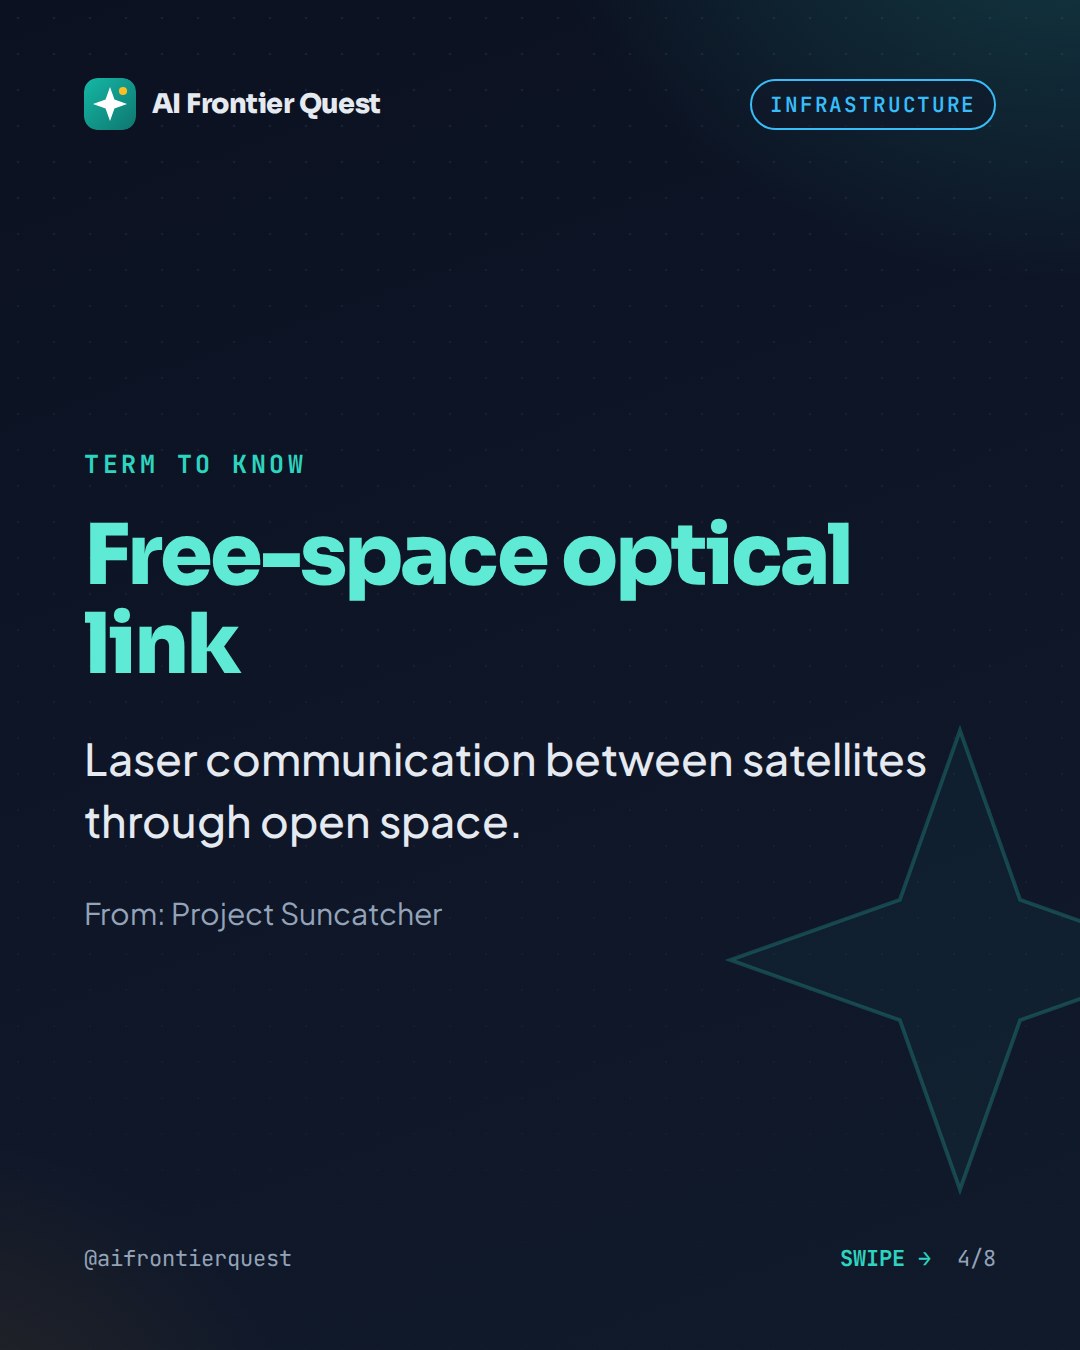 AI Frontier Quest
INFRASTRUCTURE
TERM TO KNOW
Free-space optical
link
Laser communication between satellites
through open space.
From: Project Suncatcher
@aifrontierquest
SWIPE → 4/8